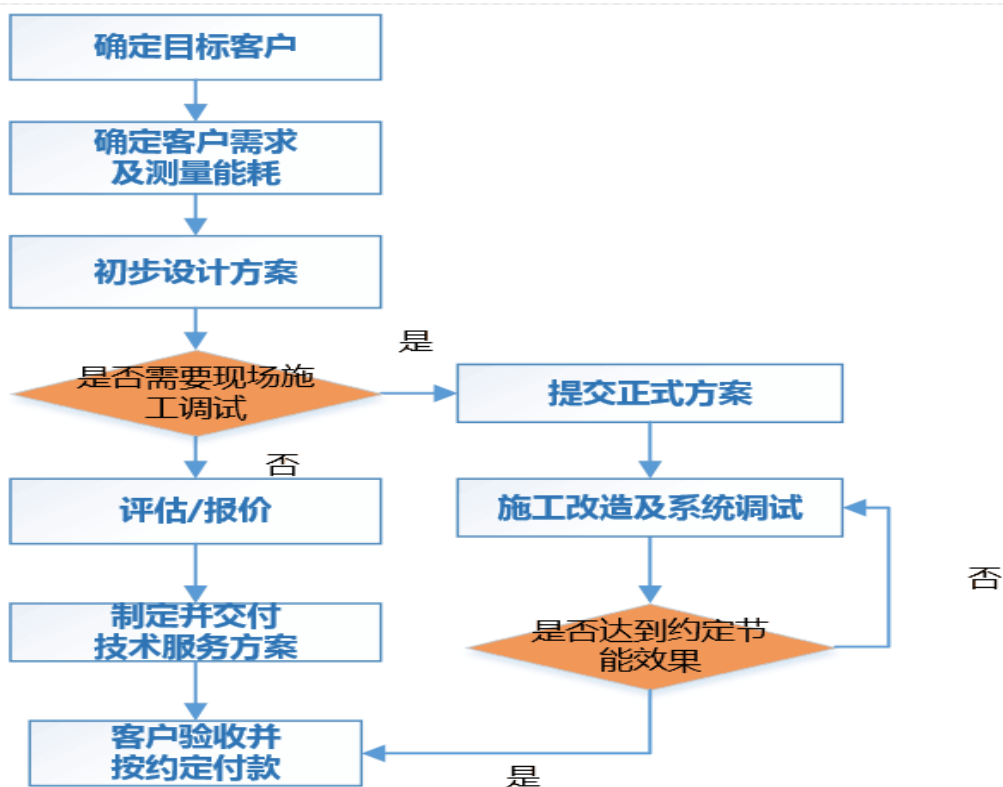 确定目标客户
确定客户需求
及测量能耗
初步设计方案
是否需要现场施
工调试
是
提交正式方案
否
评估/报价
施工改造及系统调试
制定并交付
技术服务方案
是否达到约定节
能效果
否
客户验收并
按约定付款
是